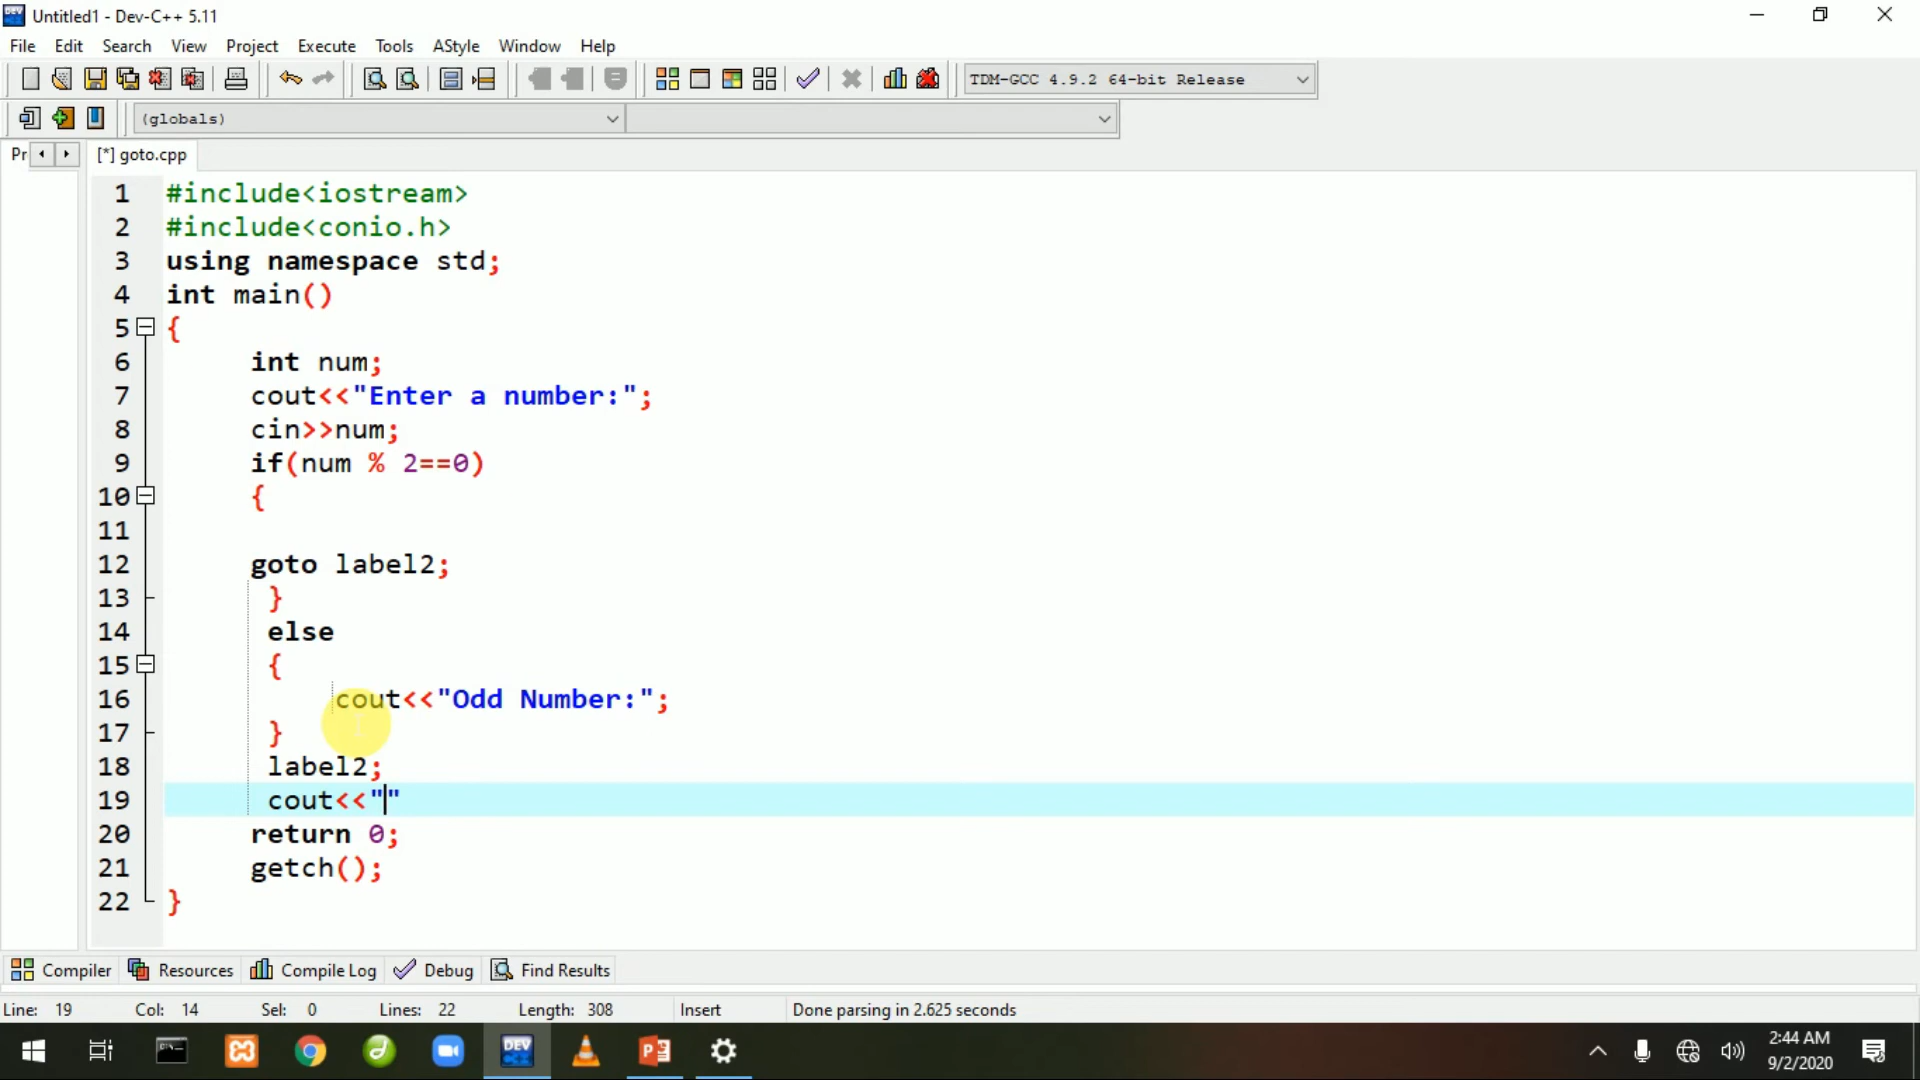 Untitled1 - Dev-C++ 5.11
File Edit Search View Project Execute Tools AStyle Window Help
TDM-GCC 4.9.2 64-bit Release
(globals)
Pr [*] goto.cpp
1 #include<iostream>
2 #include<conio.h>
3 using namespace std;
4 int main()
5 {
6 int num;
7 cout<<"Enter a number:";
8 cin>>num;
9 if(num % 2==0)
10 {
11
12 goto label2;
13 }
14 else
15 {
16 cout<<"Odd Number:";
17 }
18 label2;
19 cout<<""
20 return 0;
21 getch();
22 }
Compiler Resources Compile Log Debug Find Results
Line: 19 Col: 14 Sel: 0 Lines: 22 Length: 308 Insert Done parsing in 2.625 seconds
DEV
2:44 AM
9/2/2020